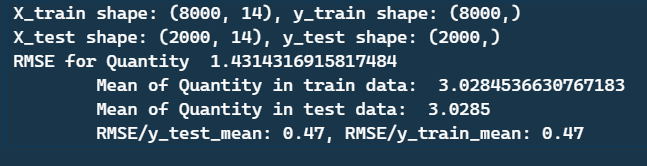 X_train shape: (8000, 14), y_train shape: (8000,)
X_test shape: (2000, 14), y_test shape: (2000,)
RMSE for Quantity  1.4314316915817484
        Mean of Quantity in train data:  3.0284536630767183
        Mean of Quantity in test data:  3.0285
        RMSE/y_test_mean: 0.47, RMSE/y_train_mean: 0.47